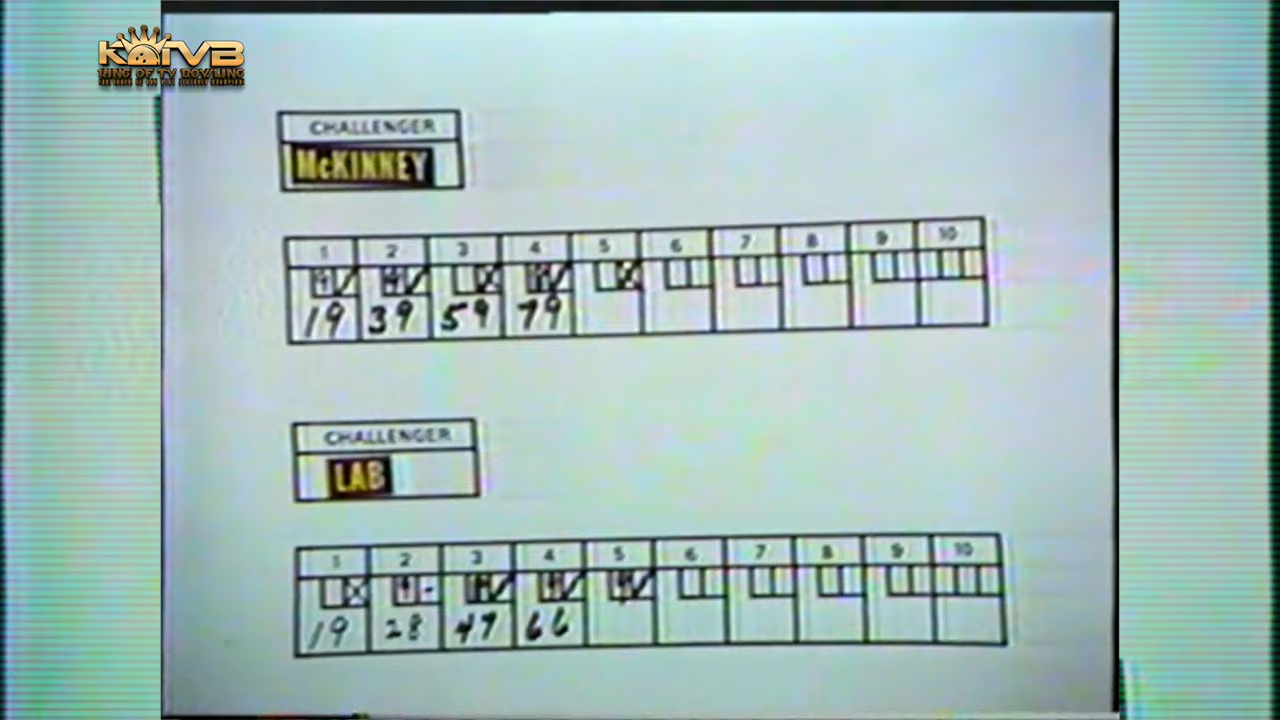 KOTVB
KING OF TV BOWLING
CHALLENGER
McKINNEY
1 2 3 4 5 6 7 8 9 10
19 39 59 79
CHALLENGER
LAB
1 2 3 4 5 6 7 8 9 10
19 28 47 66